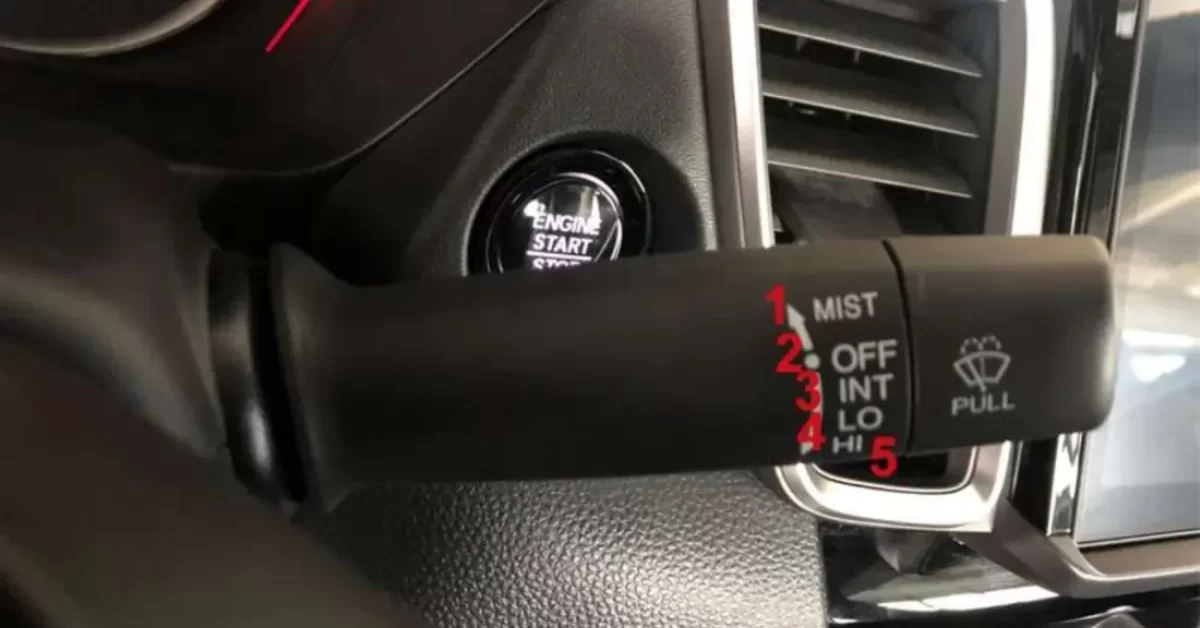 ENGINE
START
STOP
1 MIST
2 OFF
3 INT
4 LO
HI 5
PULL